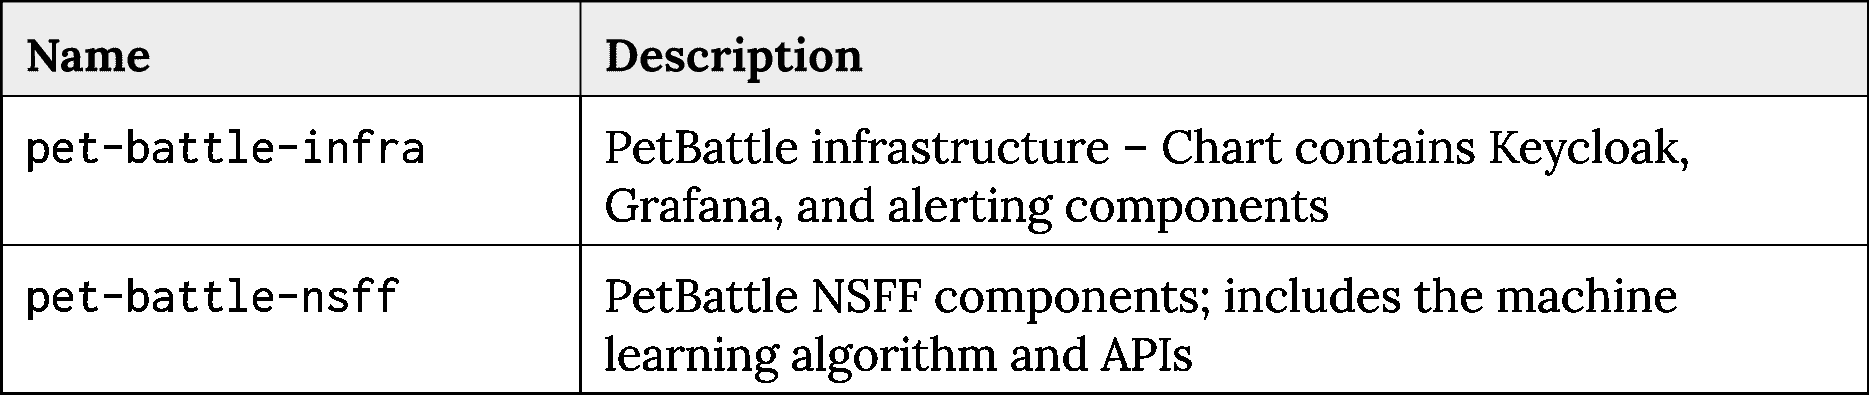 Name
Description
pet-battle-infra
PetBattle infrastructure – Chart contains Keycloak,
Grafana, and alerting components
pet-battle-nsff
PetBattle NSFF components; includes the machine
learning algorithm and APIs